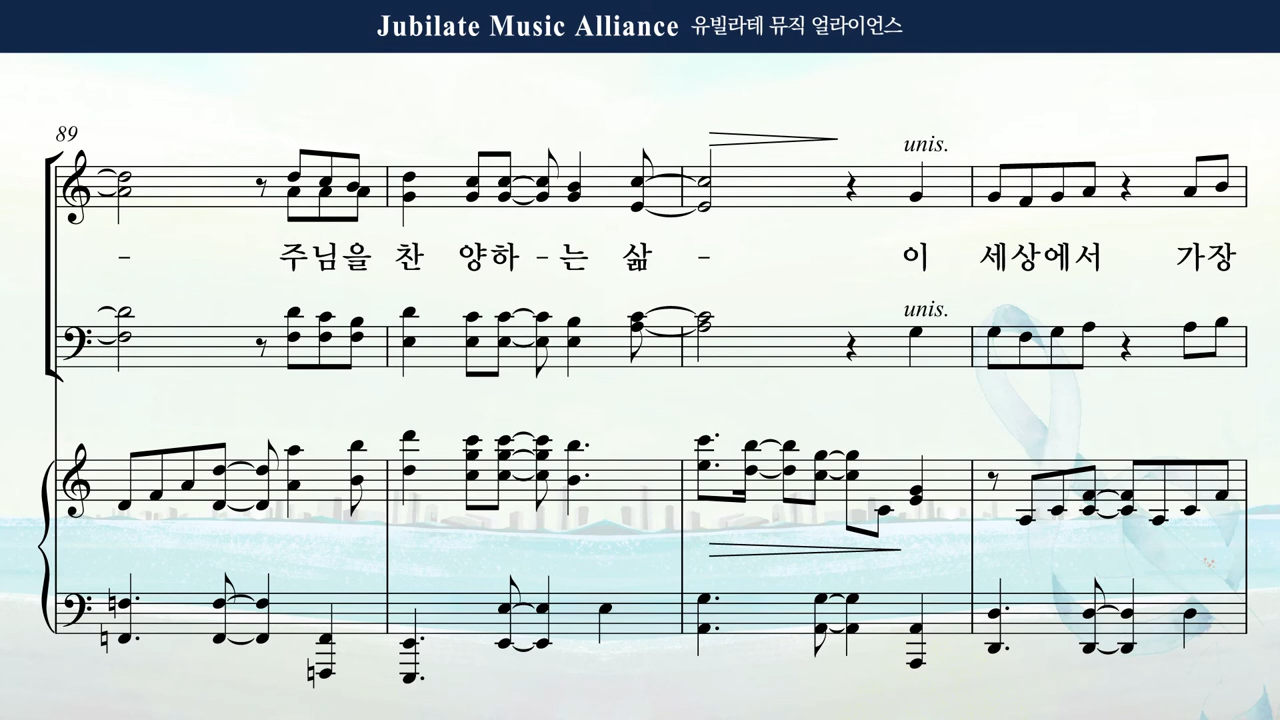 Jubilate Music Alliance 유빌라테 뮤직 얼라이언스
89
unis.
- 주님을 찬 양하 - 는 삶 - 이 세상에서 가장
unis.